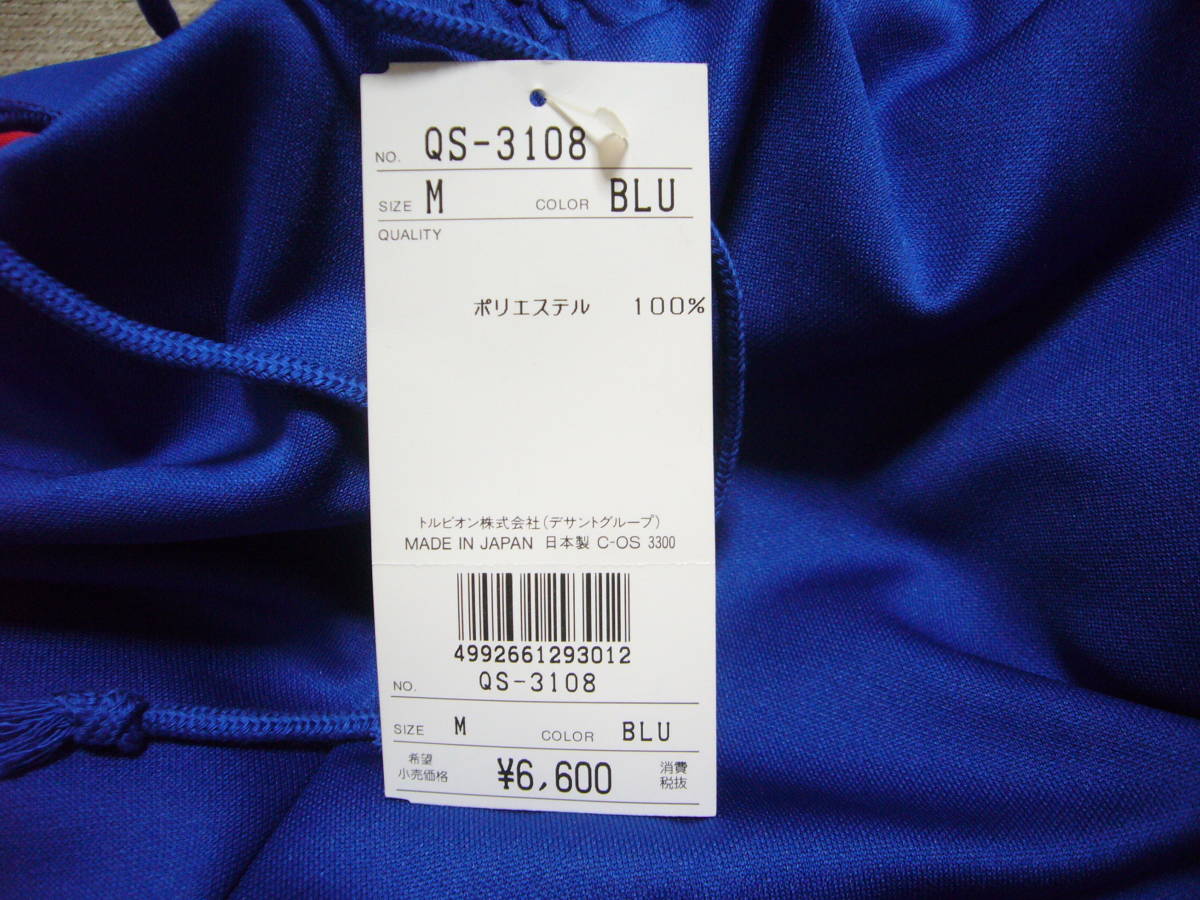 NO. QS-3108
SIZE M COLOR BLU
QUALITY
ポリエステル 100%
トルビオン株式会社(デサントグループ)
MADE IN JAPAN 日本製 C-OS 3300
4992661293012
NO. QS-3108
SIZE M COLOR BLU
希望
小売価格 ¥6,600 消費
税抜